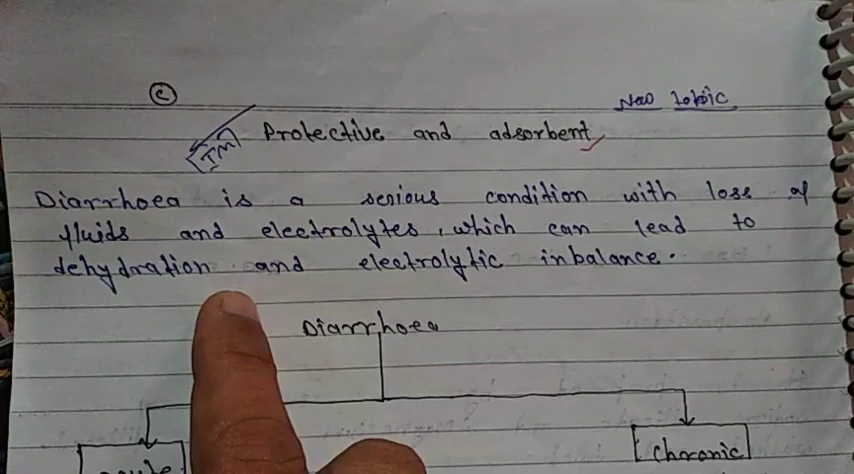 ©
New Topic
[IM] Protective and adsorbent
Diarrhoea is a serious condition with loss of
fluids and electrolytes, which can lead to
dehydration and electrolytic inbalance.
Diarrhoea
Chronic